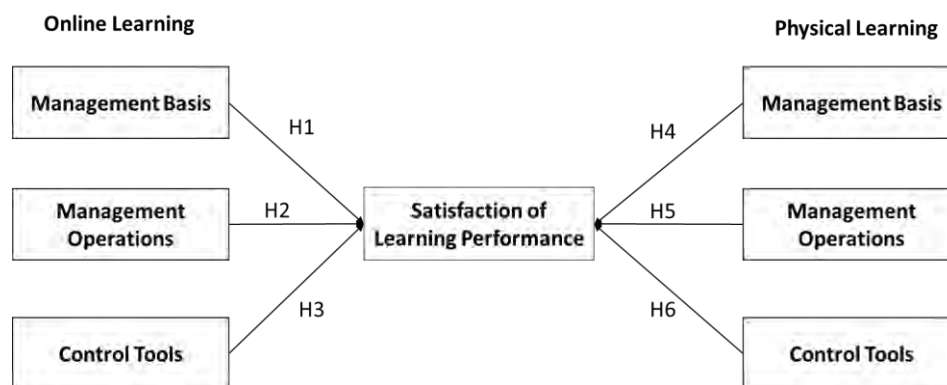 Online Learning
Physical Learning
Management Basis
H1
H4
Management Basis
Management
Operations
H2
Satisfaction of
Learning Performance
H5
Management
Operations
H3
H6
Control Tools
Control Tools